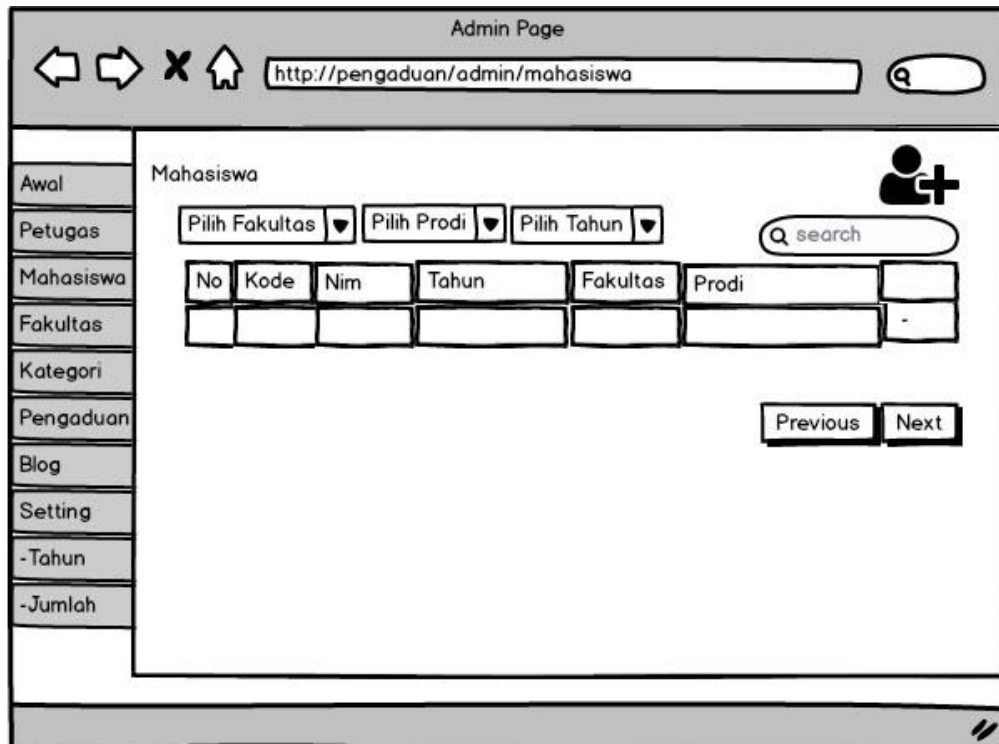 Admin Page
http://pengaduan/admin/mahasiswa
Awal
Petugas
Mahasiswa
Fakultas
Kategori
Pengaduan
Blog
Setting
-Tahun
-Jumlah
Mahasiswa
Pilih Fakultas Pilih Prodi Pilih Tahun
search
No Kode Nim Tahun Fakultas Prodi
-
Previous Next